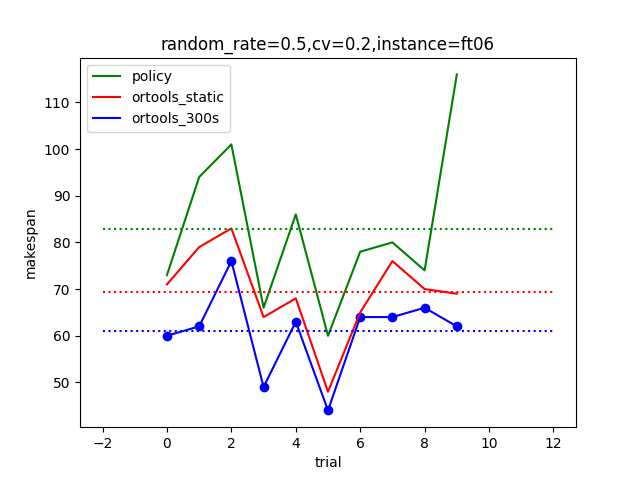 random_rate=0.5,cv=0.2,instance=ft06
policy
ortools_static
ortools_300s
makespan
110
100
90
80
70
60
50
−2
0
2
4
6
8
10
12
trial